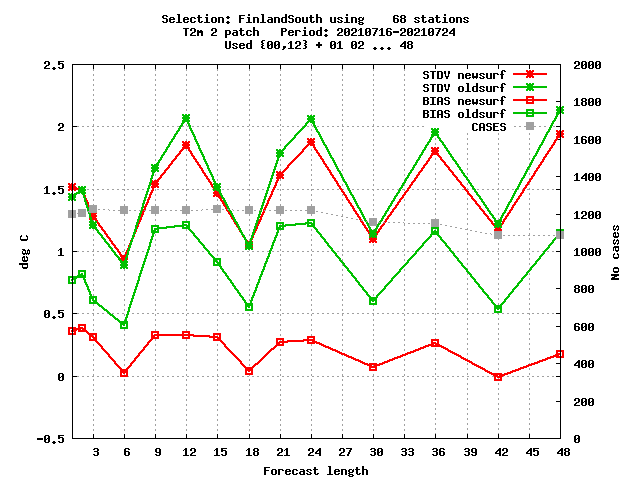 Selection: FinlandSouth using    68 stations
T2m 2 patch   Period: 20210716-20210724
Used {00,12} + 01 02 ... 48
STDV newsurf
STDV oldsurf
BIAS newsurf
BIAS oldsurf
CASES
2.5
2
1.5
1
0.5
0
-0.5
deg C
2000
1800
1600
1400
1200
1000
800
600
400
200
0
No cases
3 6 9 12 15 18 21 24 27 30 33 36 39 42 45 48
Forecast length